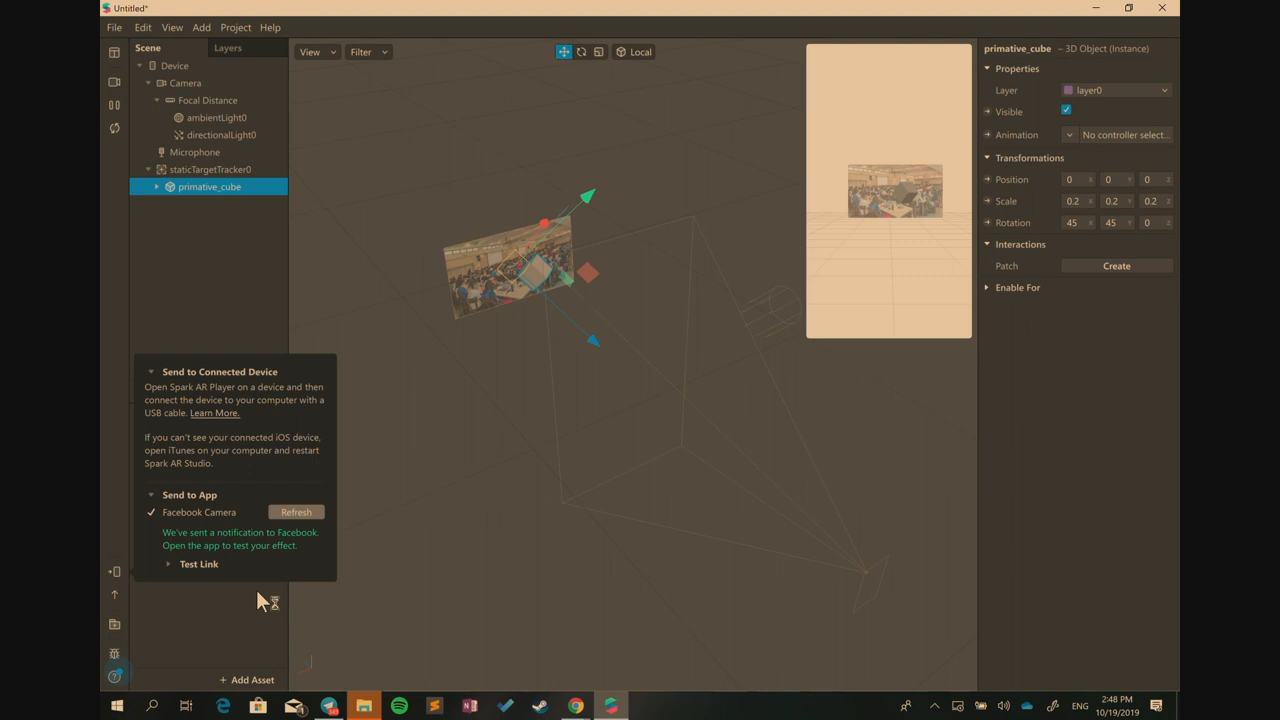 Untitled*
File Edit View Add Project Help
Scene Layers
View Filter
Local
Device
Camera
Focal Distance
ambientLight0
directionalLight0
Microphone
staticTargetTracker0
primative_cube
Send to Connected Device
Open Spark AR Player on a device and then
connect the device to your computer with a
USB cable. Learn More.
If you can't see your connected iOS device,
open iTunes on your computer and restart
Spark AR Studio.
Send to App
Facebook Camera Refresh
We've sent a notification to Facebook.
Open the app to test your effect.
Test Link
+ Add Asset
primative_cube – 3D Object (Instance)
Properties
Layer layer0
Visible
Animation No controller select...
Transformations
Position 0 X 0 Y 0 Z
Scale 0.2 X 0.2 Y 0.2 Z
Rotation 45 X 45 Y 0 Z
Interactions
Patch Create
Enable For
ENG
2:48 PM
10/19/2019